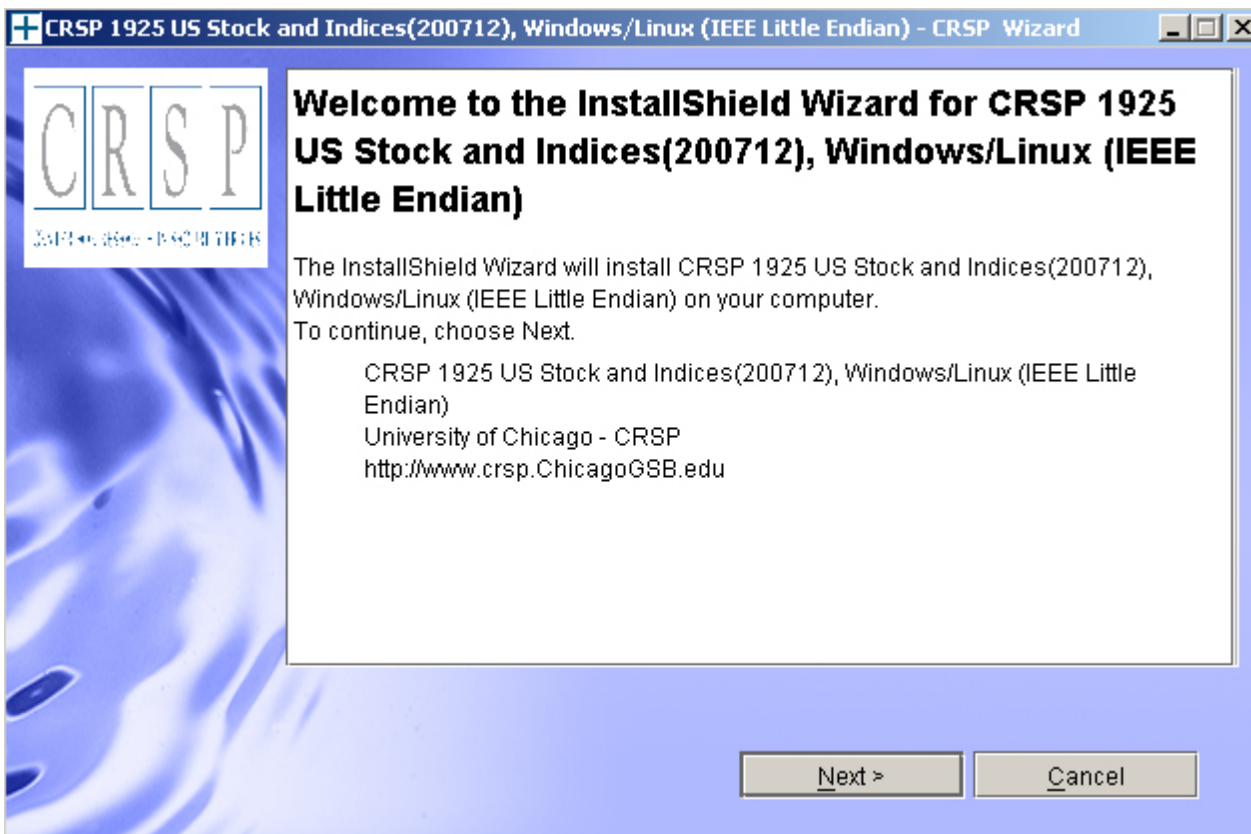 CRSP 1925 US Stock and Indices(200712), Windows/Linux (IEEE Little Endian) - CRSP Wizard
CRSP
Welcome to the InstallShield Wizard for CRSP 1925
US Stock and Indices(200712), Windows/Linux (IEEE
Little Endian)
The InstallShield Wizard will install CRSP 1925 US Stock and Indices(200712),
Windows/Linux (IEEE Little Endian) on your computer.
To continue, choose Next.
CRSP 1925 US Stock and Indices(200712), Windows/Linux (IEEE Little
Endian)
University of Chicago - CRSP
http://www.crsp.ChicagoGSB.edu
Next >
Cancel